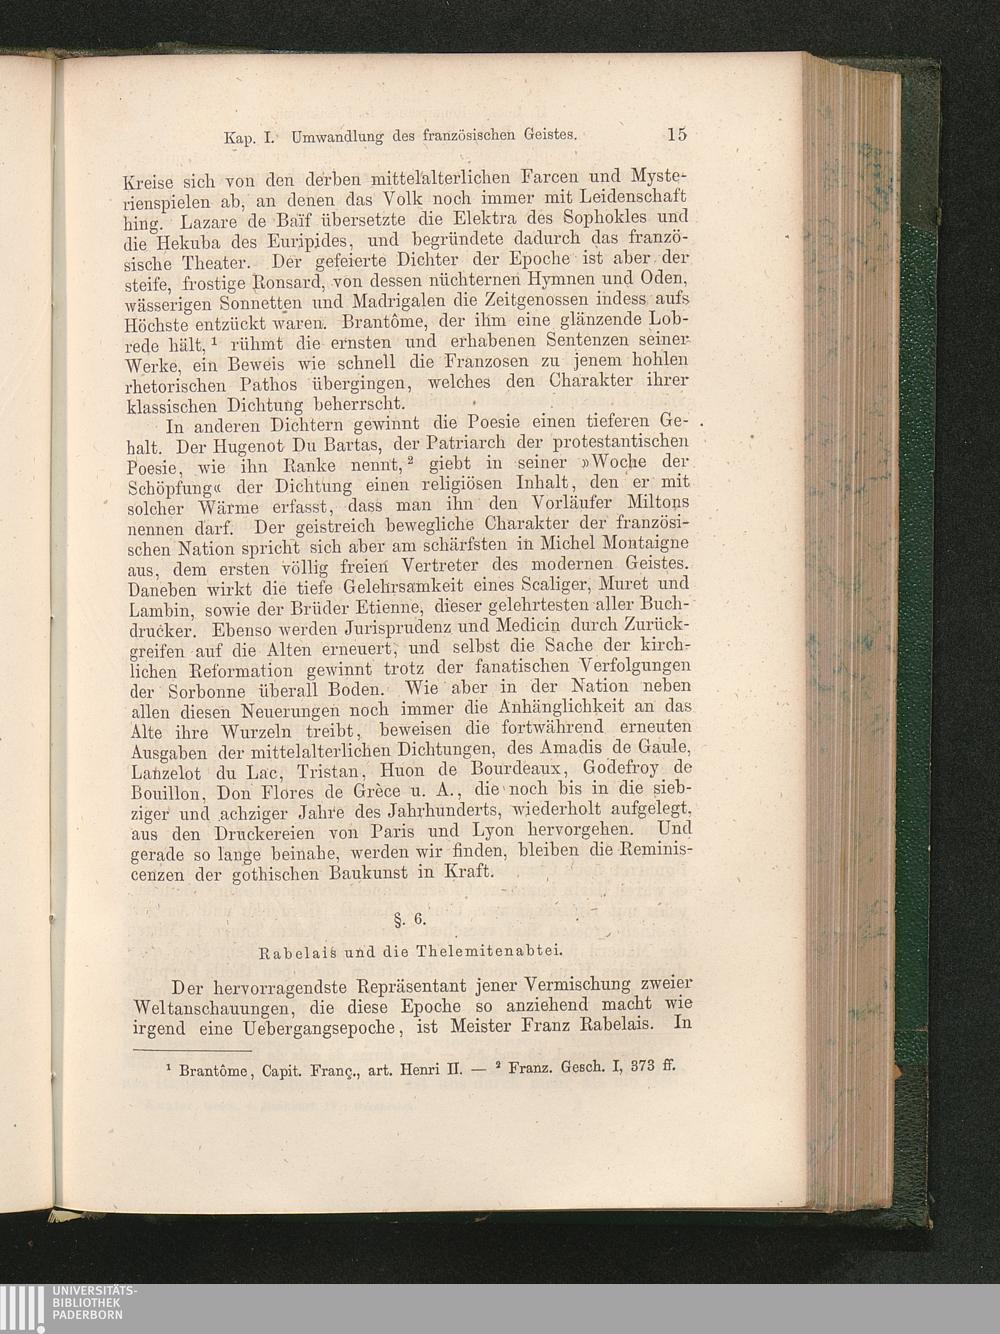 Kap. I. Umwandlung des französischen Geistes. 15
Kreise sich von den derben mittelalterlichen Farcen und Myste-
rienspielen ab, an denen das Volk noch immer mit Leidenschaft
hing. Lazare de Baïf übersetzte die Elektra des Sophokles und
die Hekuba des Euripides, und begründete dadurch das franzö-
sische Theater. Der gefeierte Dichter der Epoche ist aber der
steife, frostige Ronsard, von dessen nüchternen Hymnen und Oden,
wässerigen Sonnetten und Madrigalen die Zeitgenossen indess aufs
Höchste entzückt waren. Brantôme, der ihm eine glänzende Lob-
rede hält, ¹ rühmt die ernsten und erhabenen Sentenzen seiner
Werke, ein Beweis wie schnell die Franzosen zu jenem hohlen
rhetorischen Pathos übergingen, welches den Charakter ihrer
klassischen Dichtung beherrscht.
In anderen Dichtern gewinnt die Poesie einen tieferen Ge-
halt. Der Hugenot Du Bartas, der Patriarch der protestantischen
Poesie, wie ihn Ranke nennt, ² giebt in seiner »Woche der
Schöpfung« der Dichtung einen religiösen Inhalt, den er mit
solcher Wärme erfasst, dass man ihn den Vorläufer Miltons
nennen darf. Der geistreich bewegliche Charakter der französi-
schen Nation spricht sich aber am schärfsten in Michel Montaigne
aus, dem ersten völlig freien Vertreter des modernen Geistes.
Daneben wirkt die tiefe Gelehrsamkeit eines Scaliger, Muret und
Lambin, sowie der Brüder Etienne, dieser gelehrtesten aller Buch-
drucker. Ebenso werden Jurisprudenz und Medicin durch Zurück-
greifen auf die Alten erneuert, und selbst die Sache der kirch-
lichen Reformation gewinnt trotz der fanatischen Verfolgungen
der Sorbonne überall Boden. Wie aber in der Nation neben
allen diesen Neuerungen noch immer die Anhänglichkeit an das
Alte ihre Wurzeln treibt, beweisen die fortwährend erneuten
Ausgaben der mittelalterlichen Dichtungen, des Amadis de Gaule,
Lanzelot du Lac, Tristan, Huon de Bourdeaux, Godefroy de
Bouillon, Don Flores de Grèce u. A., die noch bis in die sieb-
ziger und achziger Jahre des Jahrhunderts, wiederholt aufgelegt,
aus den Druckereien von Paris und Lyon hervorgehen. Und
gerade so lange beinahe, werden wir finden, bleiben die Reminis-
cenzen der gothischen Baukunst in Kraft.
§. 6.
Rabelais und die Thelemitenabtei.
Der hervorragendste Repräsentant jener Vermischung zweier
Weltanschauungen, die diese Epoche so anziehend macht wie
irgend eine Uebergangsepoche, ist Meister Franz Rabelais. In
¹ Brantôme, Capit. Franç., art. Henri II. — ² Franz. Gesch. I, 373 ff.
UNIVERSITÄTS-
BIBLIOTHEK
PADERBORN